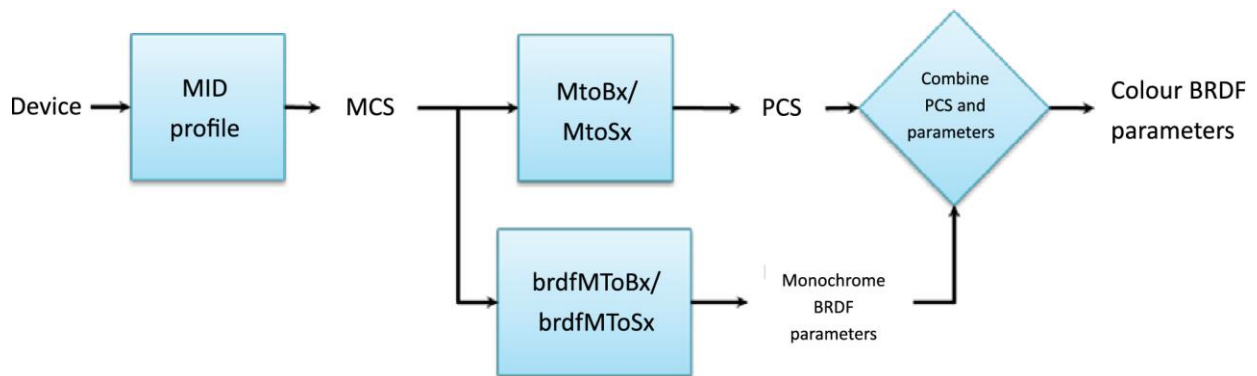 Device
MID
profile
MCS
MtoBx/
MtoSx
PCS
Combine
PCS and
parameters
Colour BRDF
parameters
brdfMToBx/
brdfMToSx
Monochrome
BRDF
parameters